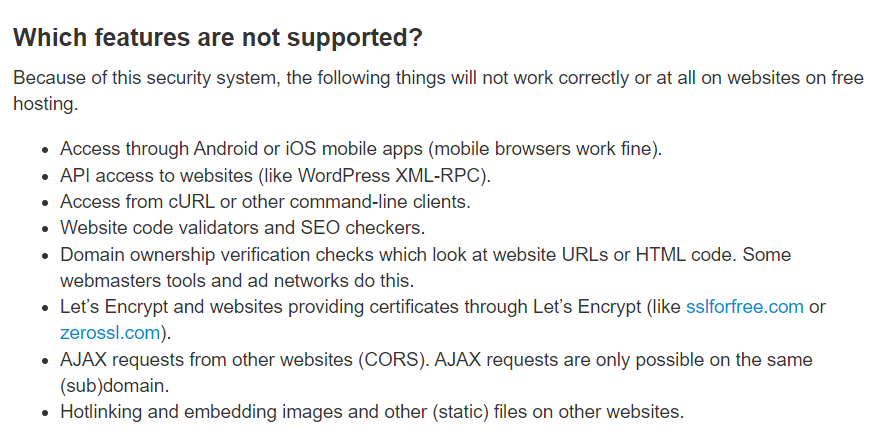 Which features are not supported?
Because of this security system, the following things will not work correctly or at all on websites on free
hosting.
• Access through Android or iOS mobile apps (mobile browsers work fine).
• API access to websites (like WordPress XML-RPC).
• Access from cURL or other command-line clients.
• Website code validators and SEO checkers.
• Domain ownership verification checks which look at website URLs or HTML code. Some
webmasters tools and ad networks do this.
• Let’s Encrypt and websites providing certificates through Let’s Encrypt (like sslforfree.com or
zerossl.com).
• AJAX requests from other websites (CORS). AJAX requests are only possible on the same
(sub)domain.
• Hotlinking and embedding images and other (static) files on other websites.